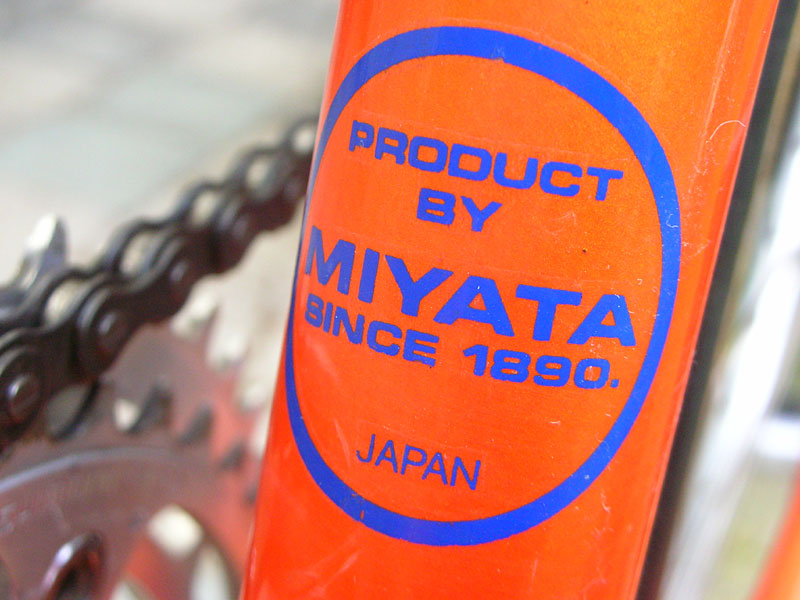 PRODUCT
BY
MIYATA
SINCE 1890.
JAPAN